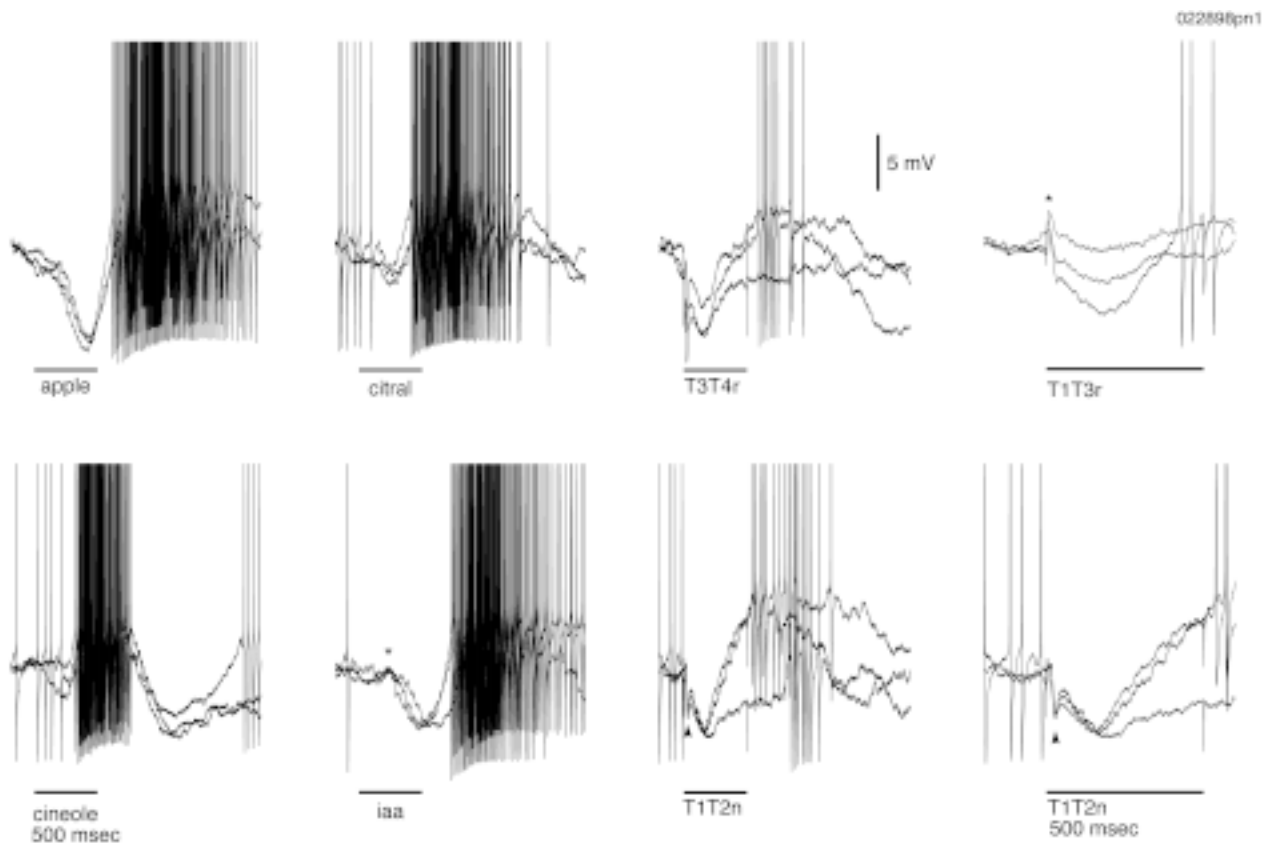 022898pn1
5 mV
apple
citral
T3T4r
T1T3r
cineole
500 msec
iaa
T1T2n
T1T2n
500 msec